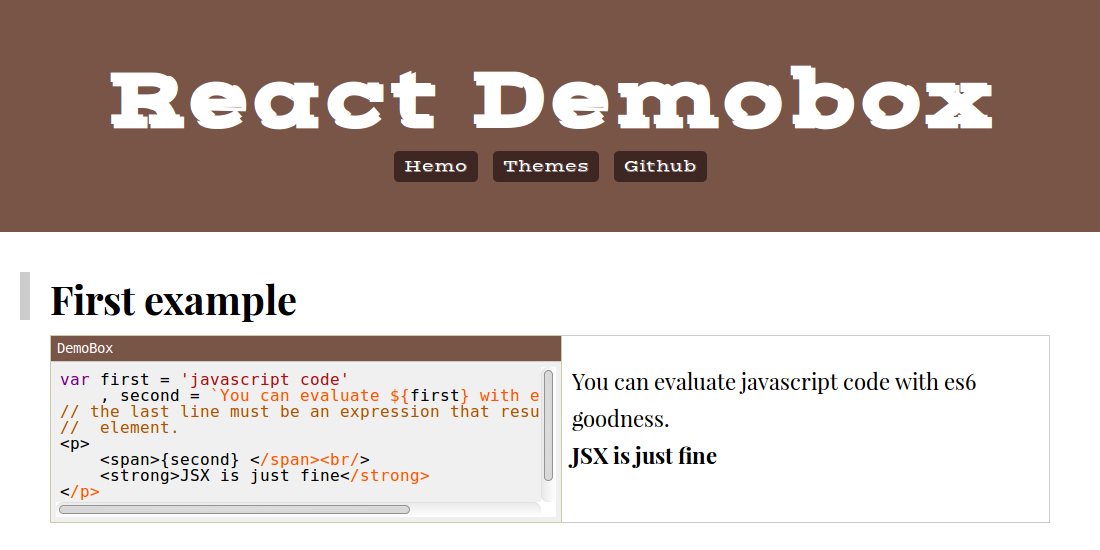 React Demobox
Hemo Themes Github
First example
DemoBox
var first = 'javascript code'
, second = `You can evaluate ${first} with e
// the last line must be an expression that resu
// element.
<p>
<span>{second} </span><br/>
<strong>JSX is just fine</strong>
</p>
You can evaluate javascript code with es6
goodness.
JSX is just fine